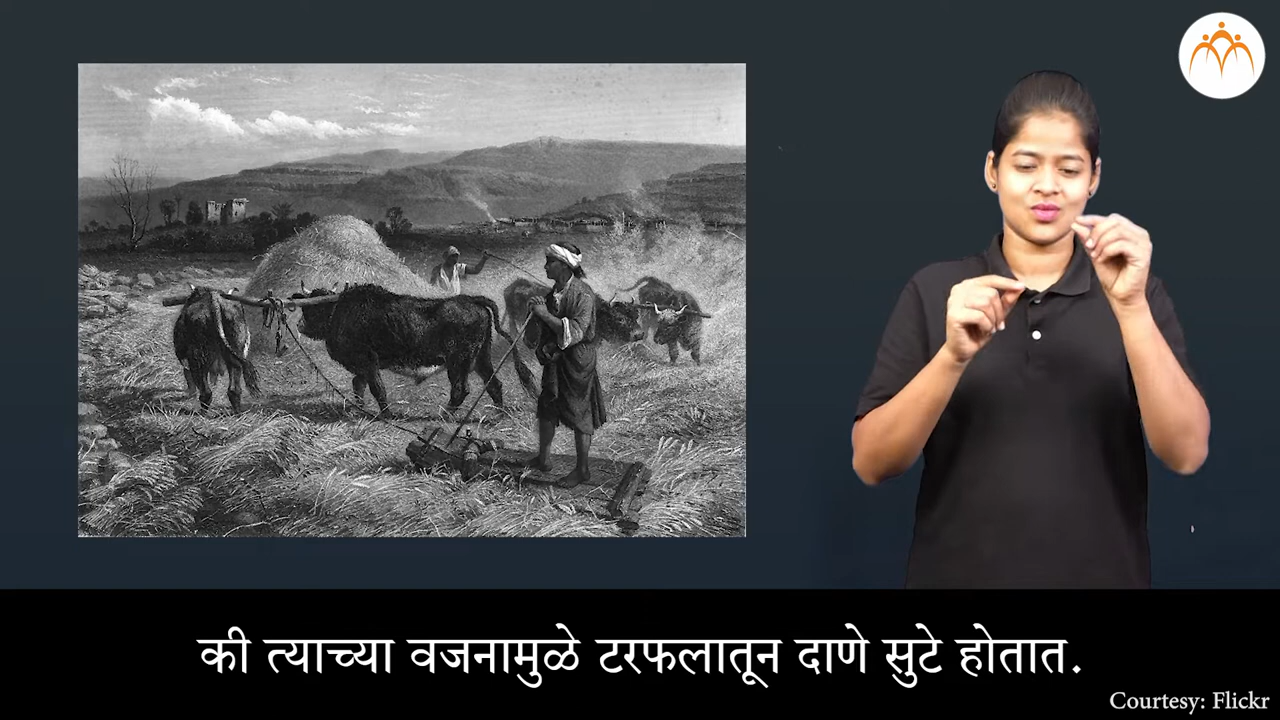 की त्याच्या वजनामुळे टरफलातून दाणे सुटे होतात.
Courtesy: Flickr